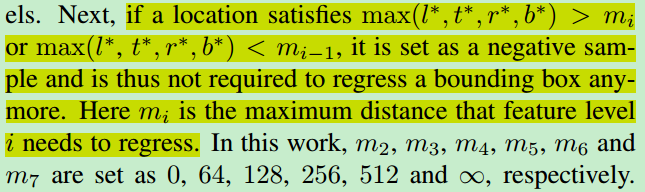 els. Next, if a location satisfies max(l*, t*, r*, b*) > mᵢ
or max(l*, t*, r*, b*) < mᵢ₋₁, it is set as a negative sam-
ple and is thus not required to regress a bounding box any-
more. Here mᵢ is the maximum distance that feature level
i needs to regress. In this work, m₂, m₃, m₄, m₅, m₆ and
m₇ are set as 0, 64, 128, 256, 512 and ∞, respectively.